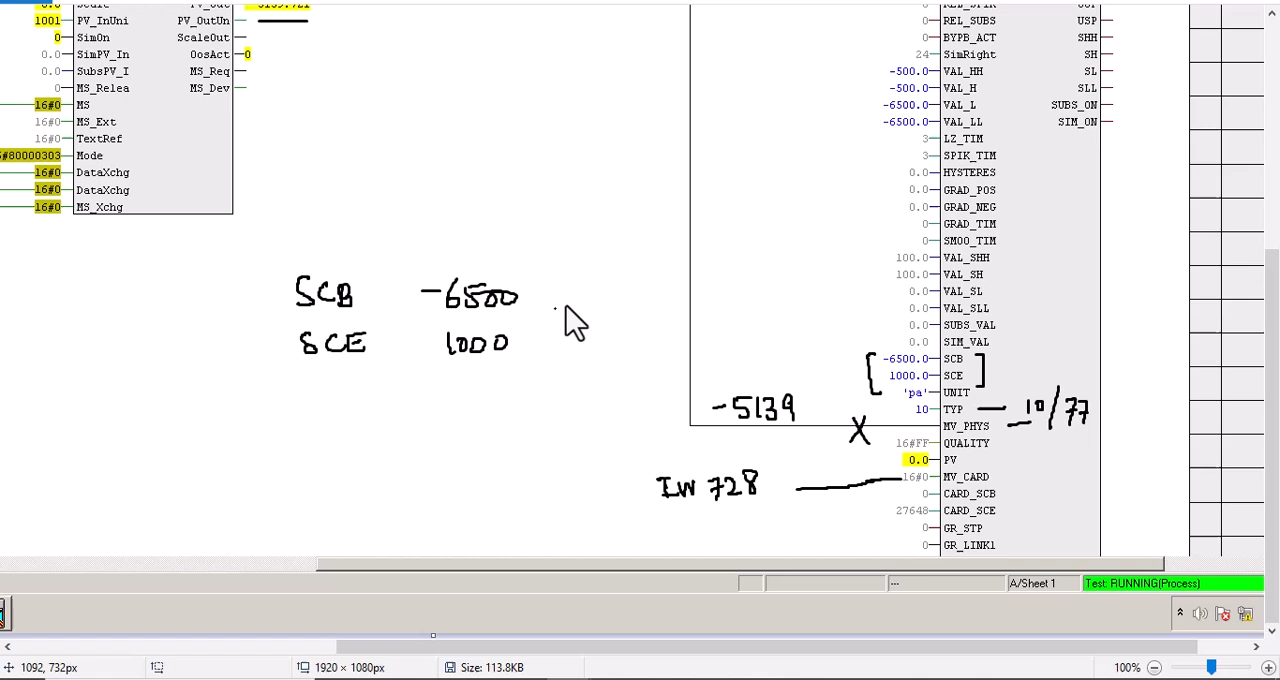 0.0 Scale PV_Out -5139.721
1001 PV_InUni PV_OutUn
0 SimOn ScaleOut
0.0 SimPV_In OosAct 0
0.0 SubsPV_I MS_Req
0 MS_Relea MS_Dev
16#0 MS
16#0 MS_Ext
16#0 TextRef
#80000303 Mode
16#0 DataXchg
16#0 DataXchg
16#0 MS_Xchg
SCB -6500
SCE 1000
-5139 X
IW 728
0 REL_SUBS USP
0 BYPB_ACT SHH
24 SimRight SH
-500.0 VAL_HH SL
-500.0 VAL_H SLL
-6500.0 VAL_L SUBS_ON
-6500.0 VAL_LL SIM_ON
3 LZ_TIM
3 SPIK_TIM
0.0 HYSTERES
0.0 GRAD_POS
0.0 GRAD_NEG
0 GRAD_TIM
0 SMOO_TIM
100.0 VAL_SHH
100.0 VAL_SH
0.0 VAL_SL
0.0 VAL_SLL
0.0 SUBS_VAL
0.0 SIM_VAL
-6500.0 SCB
1000.0 SCE
'pa' UNIT
10 TYP — 10/77
MV_PHYS
16#FF QUALITY
0.0 PV
16#0 MV_CARD
0 CARD_SCB
27648 CARD_SCE
0 GR_STP
0 GR_LINK1
--- A/Sheet 1 Test: RUNNING(Process)
1092, 732px 1920 × 1080px Size: 113.8KB 100%